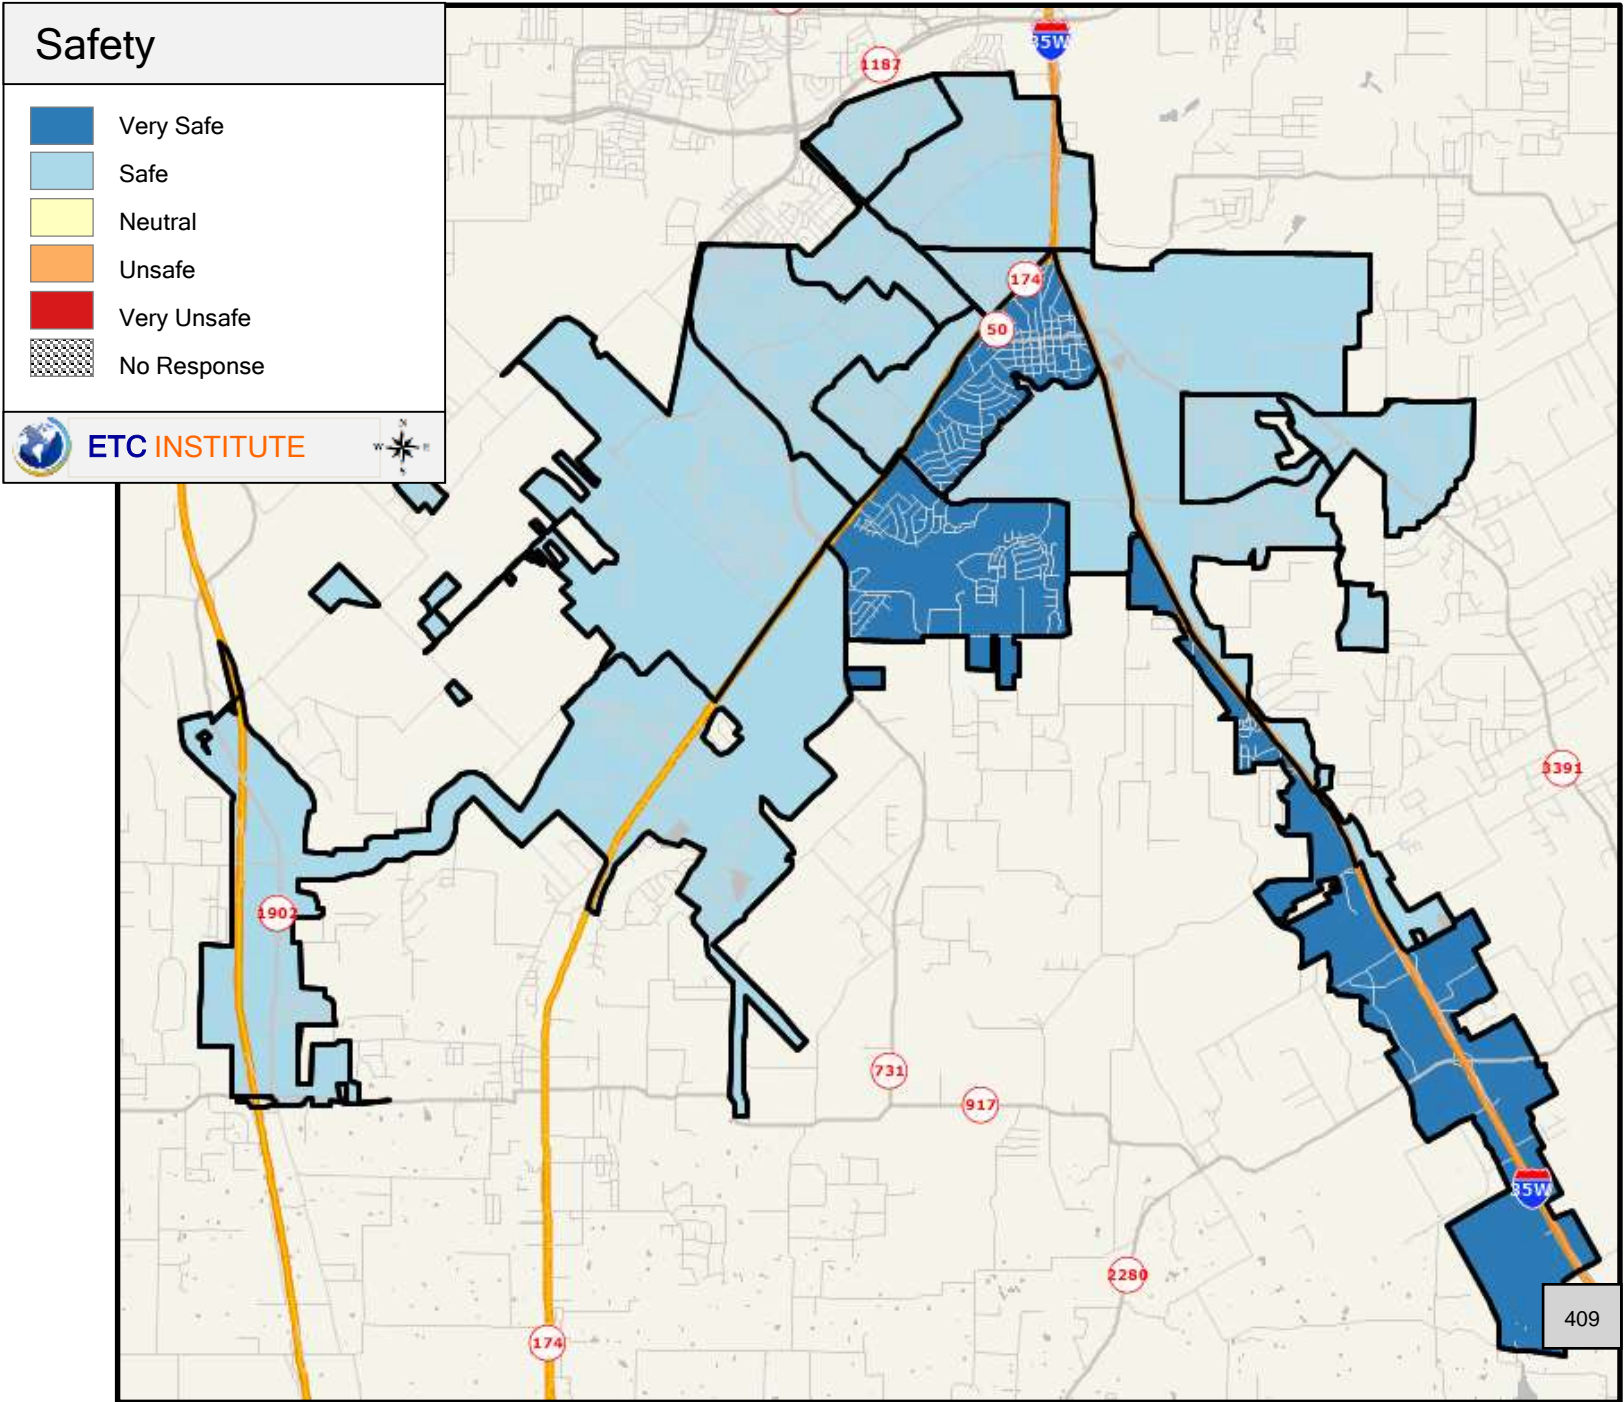 Safety
Very Safe
Safe
Neutral
Unsafe
Very Unsafe
No Response
ETC INSTITUTE
N
W E
S
35W
1187
174
50
3391
1902
731
917
35W
2280
409
174